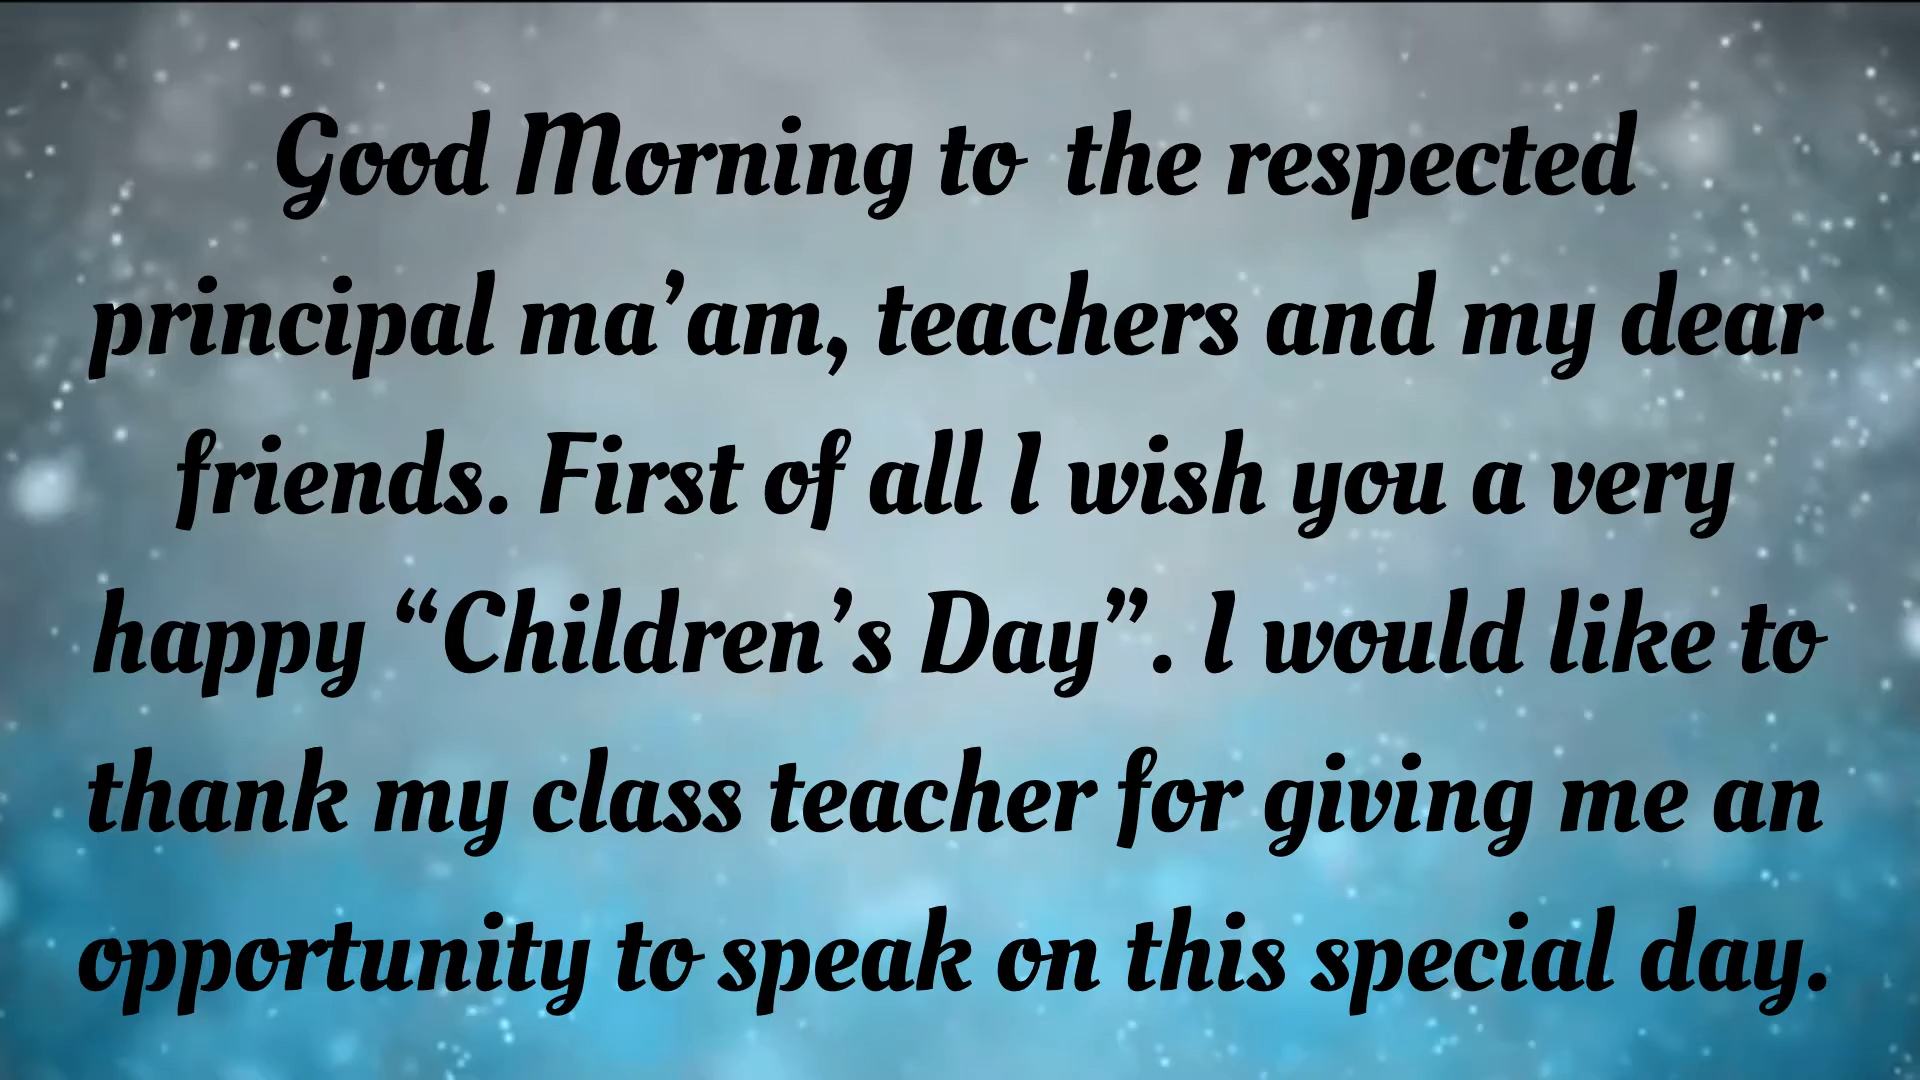 Good Morning to the respected
principal ma’am, teachers and my dear
friends. First of all I wish you a very
happy “Children’s Day”. I would like to
thank my class teacher for giving me an
opportunity to speak on this special day.